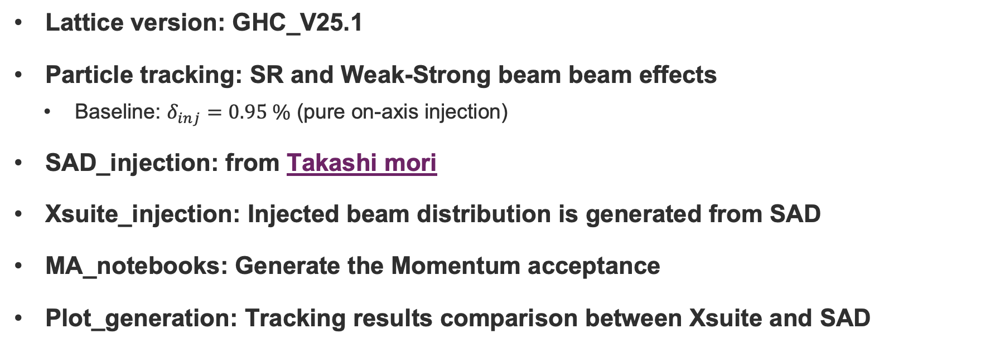 • Lattice version: GHC_V25.1
• Particle tracking: SR and Weak-Strong beam beam effects
• Baseline: δ_inj = 0.95 % (pure on-axis injection)
• SAD_injection: from Takashi mori
• Xsuite_injection: Injected beam distribution is generated from SAD
• MA_notebooks: Generate the Momentum acceptance
• Plot_generation: Tracking results comparison between Xsuite and SAD